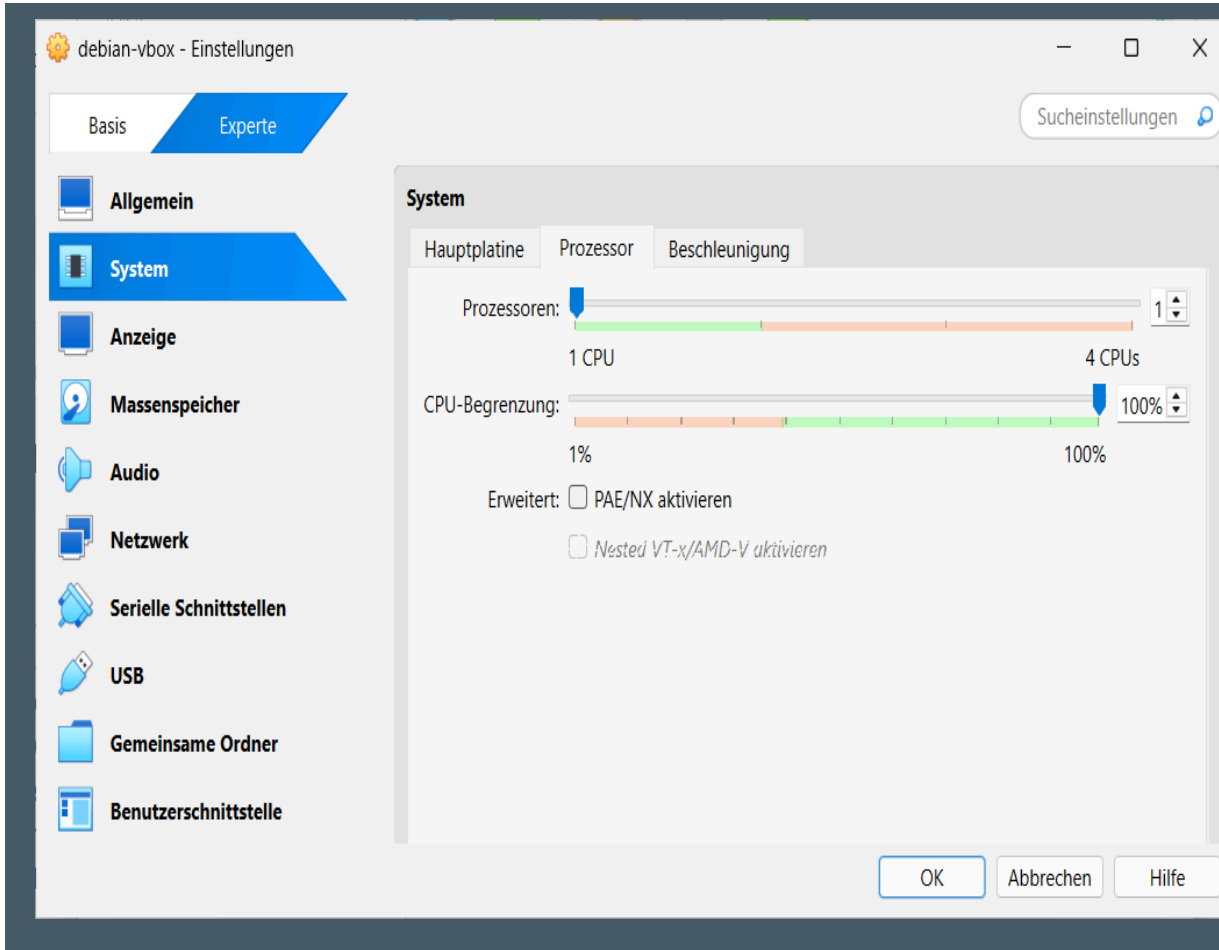 debian-vbox - Einstellungen
Basis
Experte
Sucheinstellungen
Allgemein
System
Anzeige
Massenspeicher
Audio
Netzwerk
Serielle Schnittstellen
USB
Gemeinsame Ordner
Benutzerschnittstelle
System
Hauptplatine
Prozessor
Beschleunigung
Prozessoren:
1
1 CPU
4 CPUs
CPU-Begrenzung:
100%
1%
100%
Erweitert:
PAE/NX aktivieren
Nested VT-x/AMD-V aktivieren
OK
Abbrechen
Hilfe